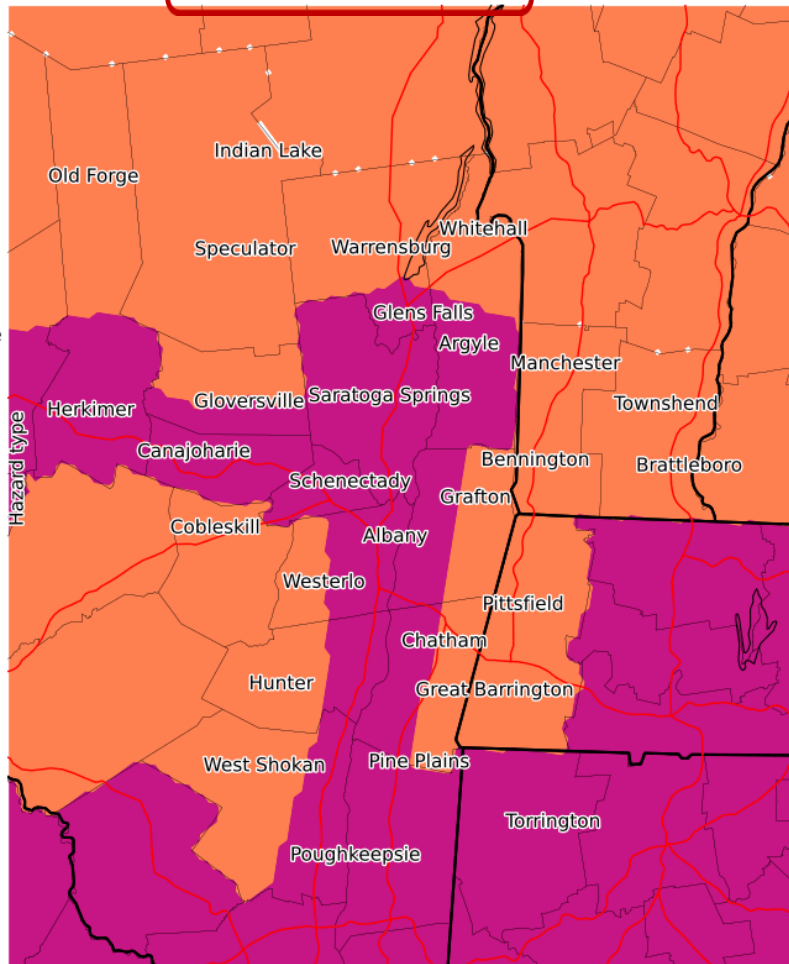 Indian Lake
Old Forge
Whitehall
Speculator
Warrensburg
Glens Falls
Argyle
Manchester
Gloversville
Saratoga Springs
Townshend
Herkimer
Hazard type
Canajoharie
Bennington
Brattleboro
Schenectady
Grafton
Cobleskill
Albany
Westerlo
Pittsfield
Chatham
Hunter
Great Barrington
West Shokan
Pine Plains
Torrington
Poughkeepsie